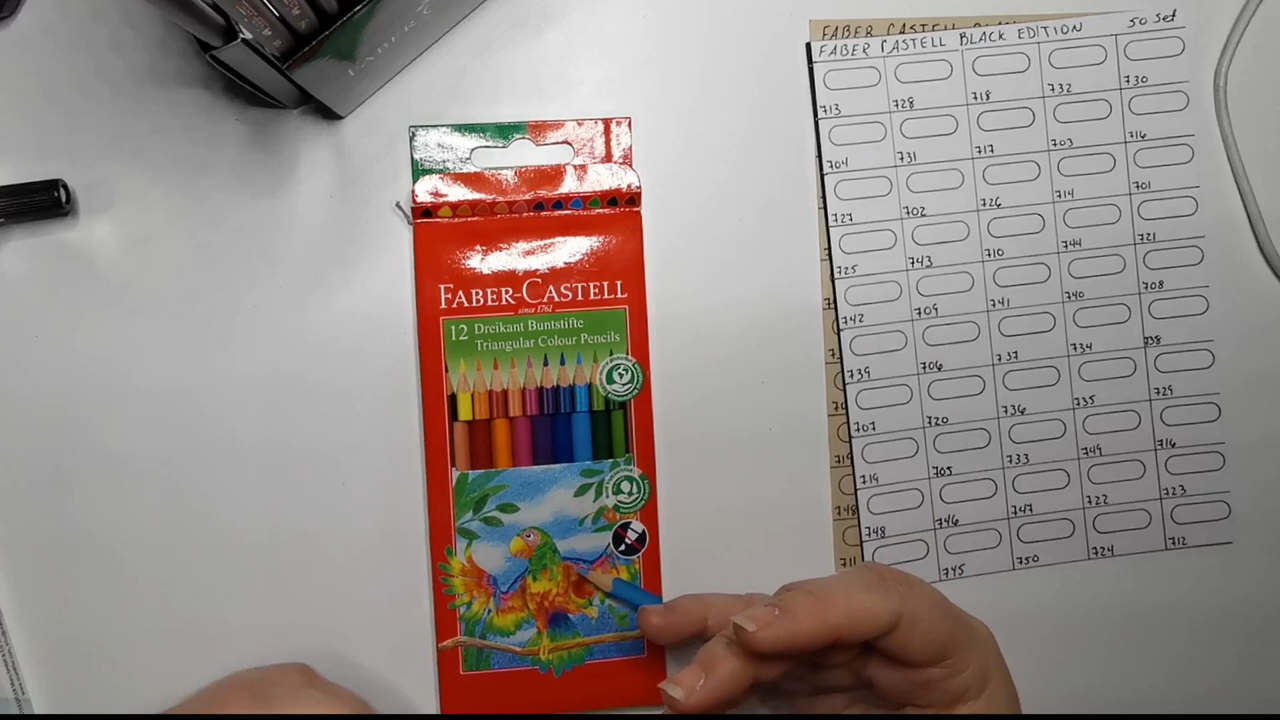 FABER CASTELL
FABER CASTELL BLACK EDITION 50 Set
713 728 718 732 730
704 731 717 703 716
727 702 726 714 701
725 743 710 744 721
742 709 741 740 708
739 706 737 734 738
707 720 736 735 729
719 705 733 749 716
748 746 747 722 723
745 750 724 712
711
748
FABER-CASTELL
since 1761
12 Dreikant Buntstifte
Triangular Colour Pencils